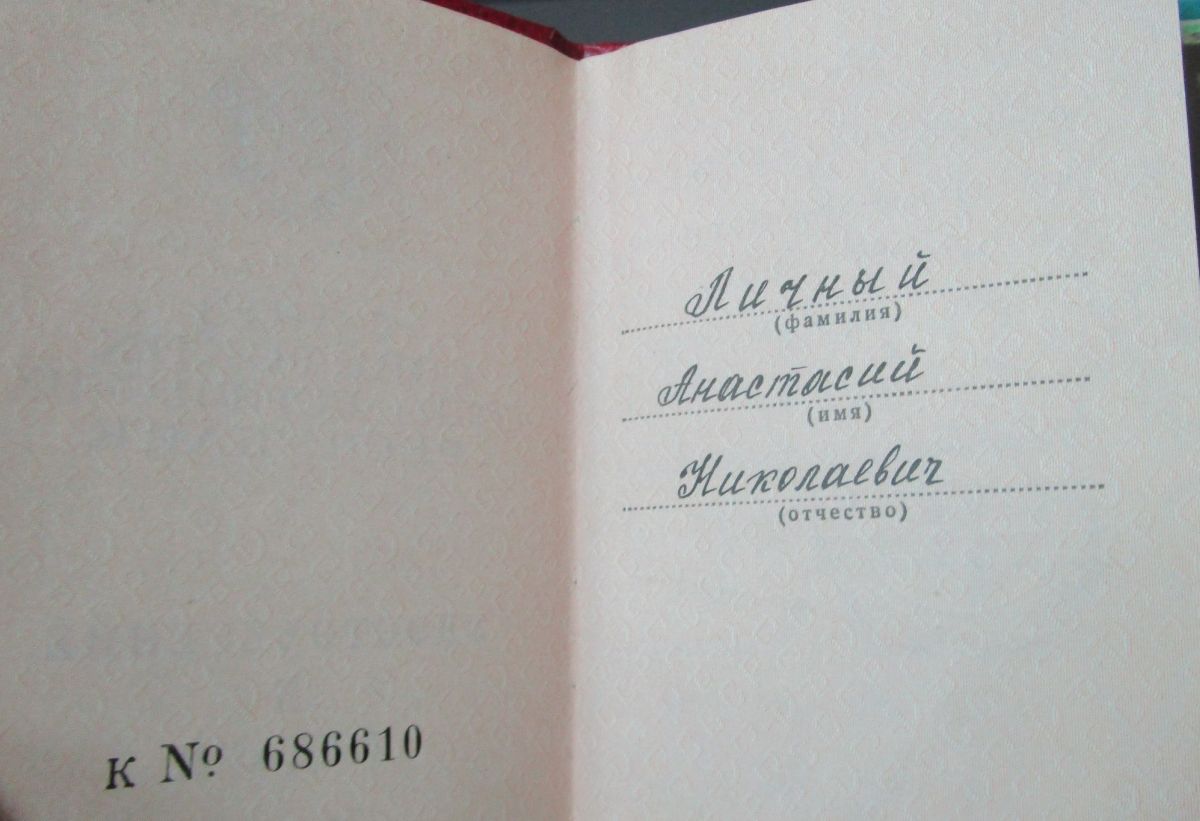 К № 686610
Личный
(фамилия)
Анастасий
(имя)
Николаевич
(отчество)